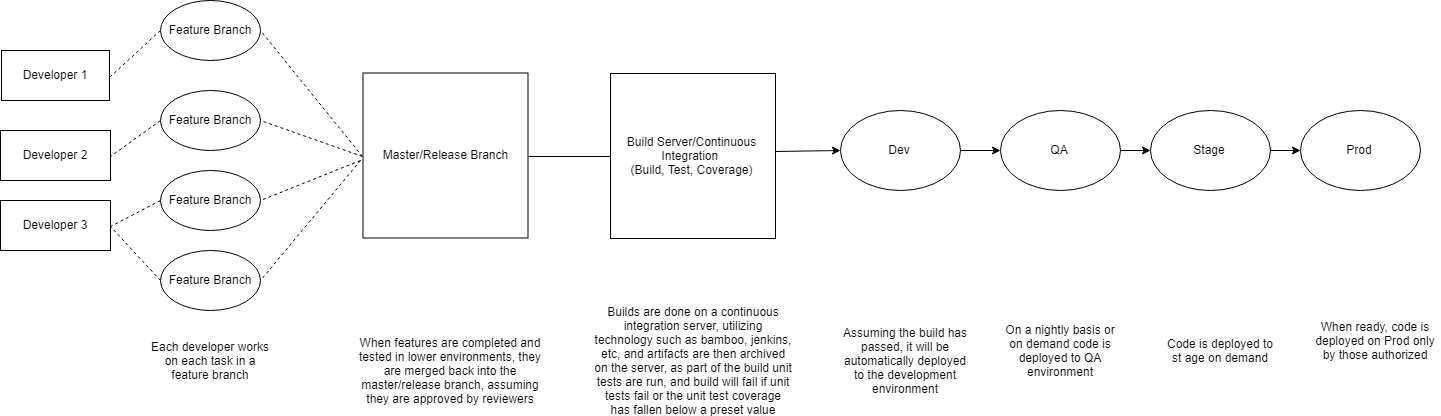 Feature Branch
Developer 1
Feature Branch
Developer 2
Feature Branch
Developer 3
Feature Branch
Master/Release Branch
Build Server/Continuous
Integration
(Build, Test, Coverage)
Dev
QA
Stage
Prod
Each developer works
on each task in a
feature branch
When features are completed and
tested in lower environments, they
are merged back into the
master/release branch, assuming
they are approved by reviewers
Builds are done on a continuous
integration server, utilizing
technology such as bamboo, jenkins,
etc, and artifacts are then archived
on the server, as part of the build unit
tests are run, and build will fail if unit
tests fail or the unit test coverage
has fallen below a preset value
Assuming the build has
passed, it will be
automatically deployed
to the development
environment
On a nightly basis or
on demand code is
deployed to QA
environment
Code is deployed to
st age on demand
When ready, code is
deployed on Prod only
by those authorized